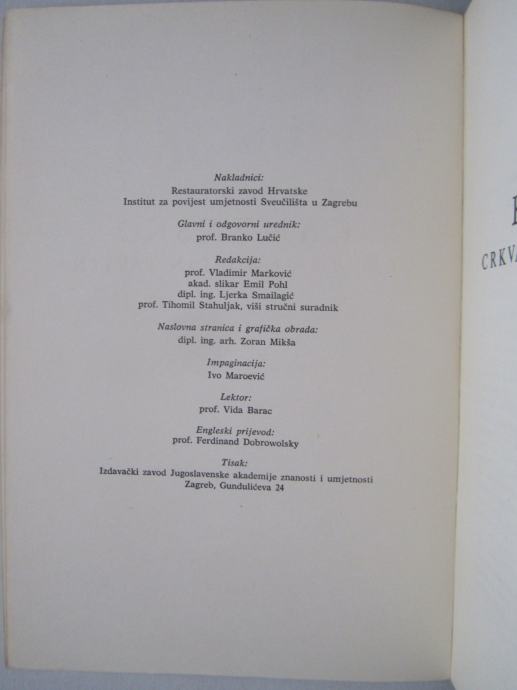 Nakladnici:
Restauratorski zavod Hrvatske
Institut za povijest umjetnosti Sveučilišta u Zagrebu
Glavni i odgovorni urednik:
prof. Branko Lučić
Redakcija:
prof. Vladimir Marković
akad. slikar Emil Pohl
dipl. ing. Ljerka Smailagić
prof. Tihomil Stahuljak, viši stručni suradnik
Naslovna stranica i grafička obrada:
dipl. ing. arh. Zoran Mikša
Impaginacija:
Ivo Maroević
Lektor:
prof. Vida Barac
Engleski prijevod:
prof. Ferdinand Dobrowolsky
Tisak:
Izdavački zavod Jugoslavenske akademije znanosti i umjetnosti
Zagreb, Gundulićeva 24